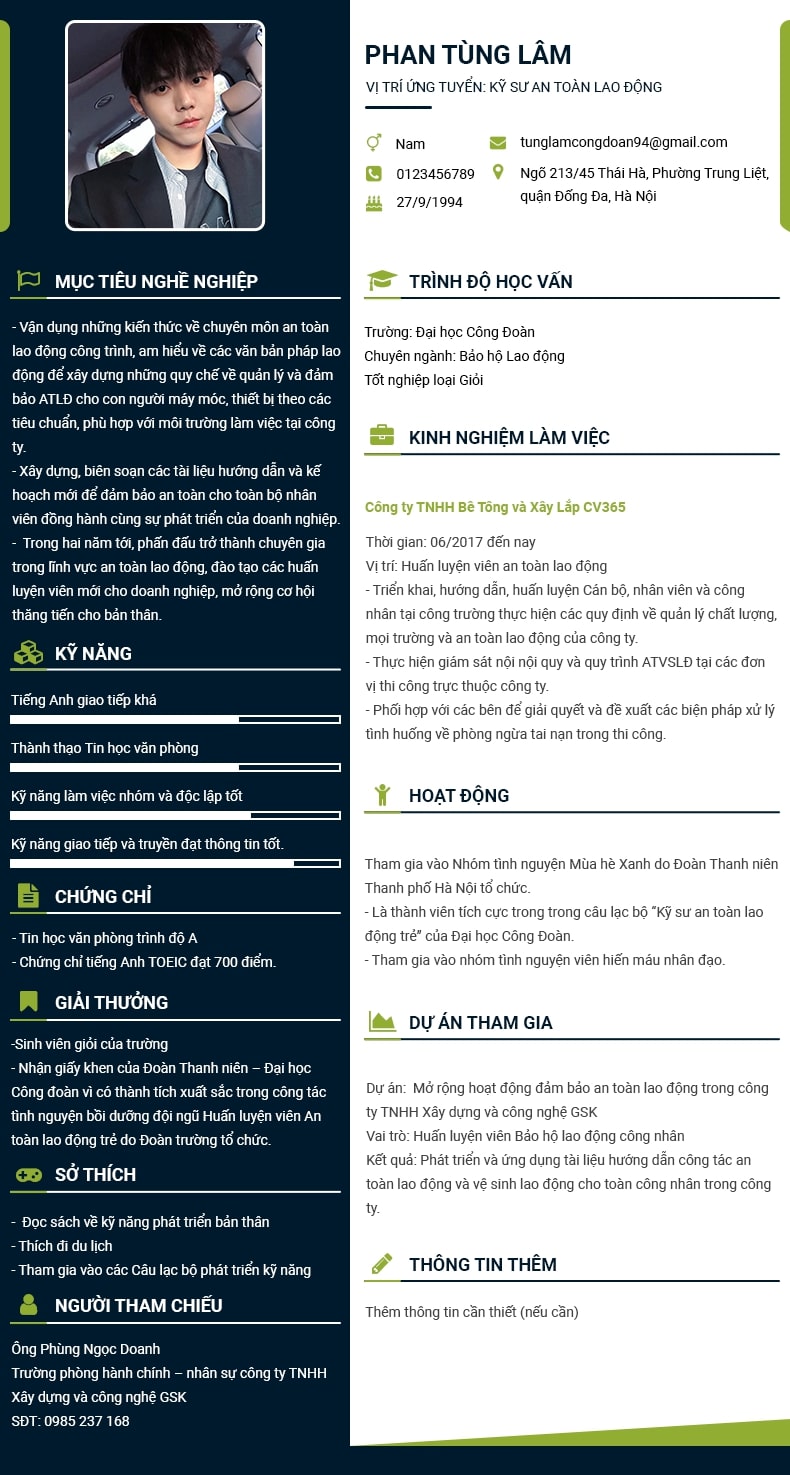 PHAN TÙNG LÂM
VỊ TRÍ ỨNG TUYỂN: KỸ SƯ AN TOÀN LAO ĐỘNG
Nam
0123456789
27/9/1994
tunglamcongdoan94@gmail.com
Ngõ 213/45 Thái Hà, Phường Trung Liệt,
quận Đống Đa, Hà Nội
MỤC TIÊU NGHỀ NGHIỆP
- Vận dụng những kiến thức về chuyên môn an toàn
lao động công trình, am hiểu về các văn bản pháp lao
động để xây dựng những quy chế về quản lý và đảm
bảo ATLĐ cho con người máy móc, thiết bị theo các
tiêu chuẩn, phù hợp với môi trường làm việc tại công
ty.
- Xây dựng, biên soạn các tài liệu hướng dẫn và kế
hoạch mới để đảm bảo an toàn cho toàn bộ nhân
viên đồng hành cùng sự phát triển của doanh nghiệp.
- Trong hai năm tới, phấn đấu trở thành chuyên gia
trong lĩnh vực an toàn lao động, đào tạo các huấn
luyện viên mới cho doanh nghiệp, mở rộng cơ hội
thăng tiến cho bản thân.
KỸ NĂNG
Tiếng Anh giao tiếp khá
Thành thạo Tin học văn phòng
Kỹ năng làm việc nhóm và độc lập tốt
Kỹ năng giao tiếp và truyền đạt thông tin tốt.
CHỨNG CHỈ
- Tin học văn phòng trình độ A
- Chứng chỉ tiếng Anh TOEIC đạt 700 điểm.
GIẢI THƯỞNG
-Sinh viên giỏi của trường
- Nhận giấy khen của Đoàn Thanh niên – Đại học
Công đoàn vì có thành tích xuất sắc trong công tác
tình nguyện bồi dưỡng đội ngũ Huấn luyện viên An
toàn lao động trẻ do Đoàn trường tổ chức.
SỞ THÍCH
- Đọc sách về kỹ năng phát triển bản thân
- Thích đi du lịch
- Tham gia vào các Câu lạc bộ phát triển kỹ năng
NGƯỜI THAM CHIẾU
Ông Phùng Ngọc Doanh
Trường phòng hành chính – nhân sự công ty TNHH
Xây dựng và công nghệ GSK
SĐT: 0985 237 168
TRÌNH ĐỘ HỌC VẤN
Trường: Đại học Công Đoàn
Chuyên ngành: Bảo hộ Lao động
Tốt nghiệp loại Giỏi
KINH NGHIỆM LÀM VIỆC
Công ty TNHH Bê Tông và Xây Lắp CV365
Thời gian: 06/2017 đến nay
Vị trí: Huấn luyện viên an toàn lao động
- Triển khai, hướng dẫn, huấn luyện Cán bộ, nhân viên và công
nhân tại công trường thực hiện các quy định về quản lý chất lượng,
mọi trường và an toàn lao động của công ty.
- Thực hiện giám sát nội nội quy và quy trình ATVSLĐ tại các đơn
vị thi công trực thuộc công ty.
- Phối hợp với các bên để giải quyết và đề xuất các biện pháp xử lý
tình huống về phòng ngừa tai nạn trong thi công.
HOẠT ĐỘNG
Tham gia vào Nhóm tình nguyện Mùa hè Xanh do Đoàn Thanh niên
Thanh phố Hà Nội tổ chức.
- Là thành viên tích cực trong trong câu lạc bộ “Kỹ sư an toàn lao
động trẻ” của Đại học Công Đoàn.
- Tham gia vào nhóm tình nguyện viên hiến máu nhân đạo.
DỰ ÁN THAM GIA
Dự án: Mở rộng hoạt động đảm bảo an toàn lao động trong công
ty TNHH Xây dựng và công nghệ GSK
Vai trò: Huấn luyện viên Bảo hộ lao động công nhân
Kết quả: Phát triển và ứng dụng tài liệu hướng dẫn công tác an
toàn lao động và vệ sinh lao động cho toàn công nhân trong công
ty.
THÔNG TIN THÊM
Thêm thông tin cần thiết (nếu cần)